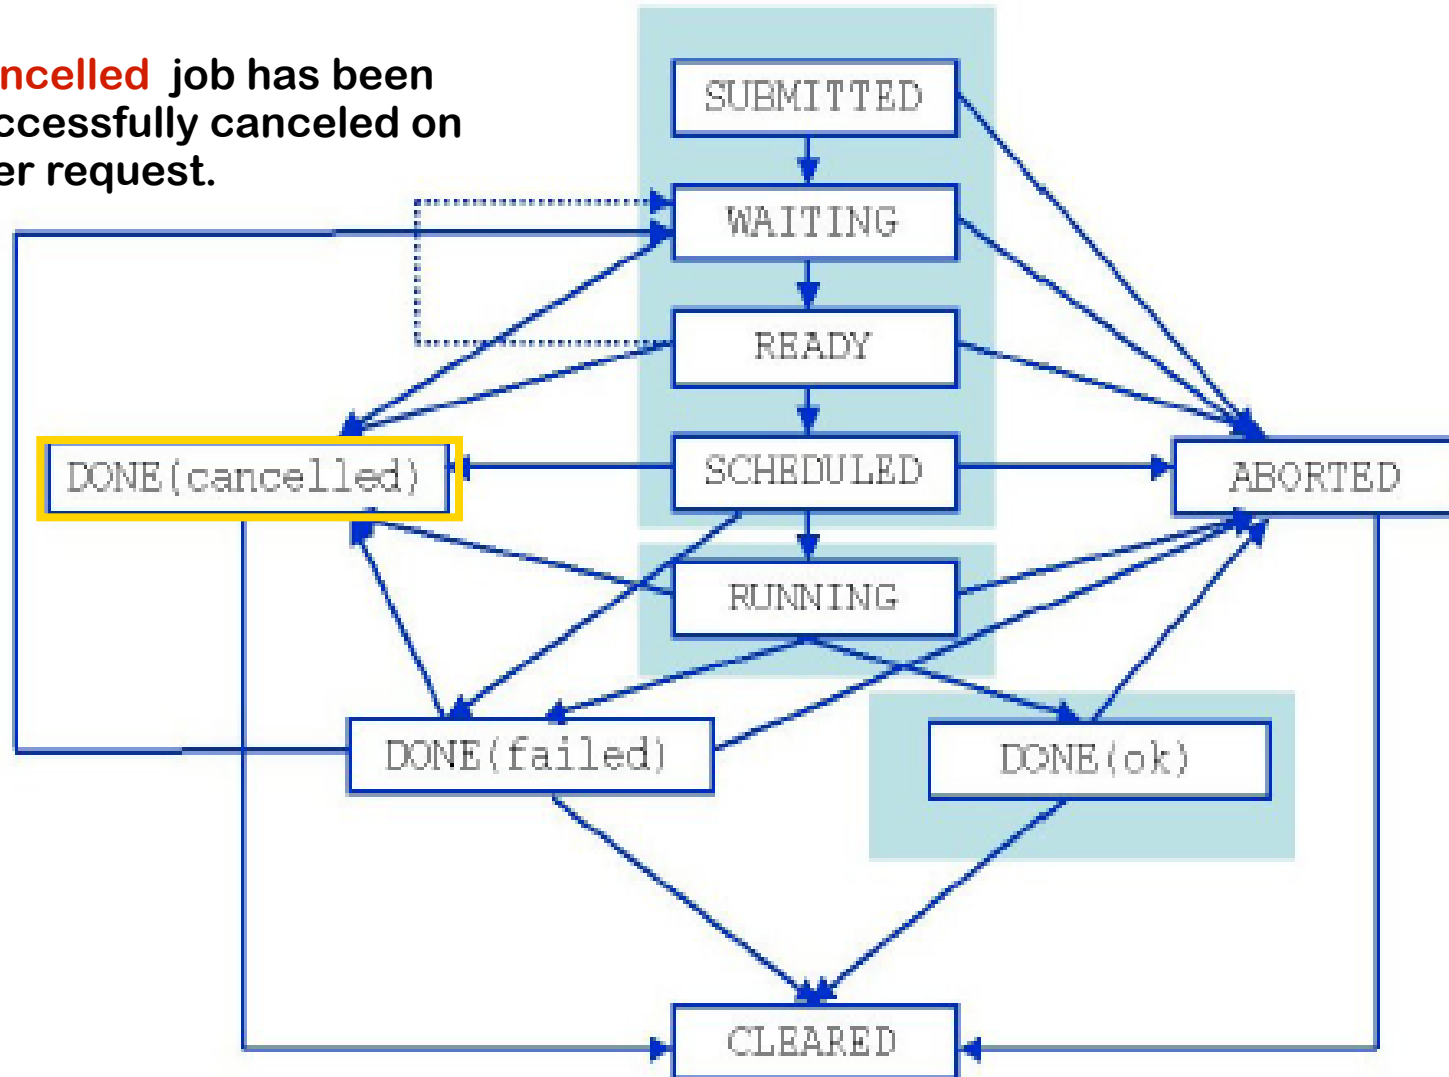 ncelled job has been
ccessfully canceled on
er request.
SUBMITTED
WAITING
READY
DONE(cancelled)
SCHEDULED
ABORTED
RUNNING
DONE(failed)
DONE(ok)
CLEARED